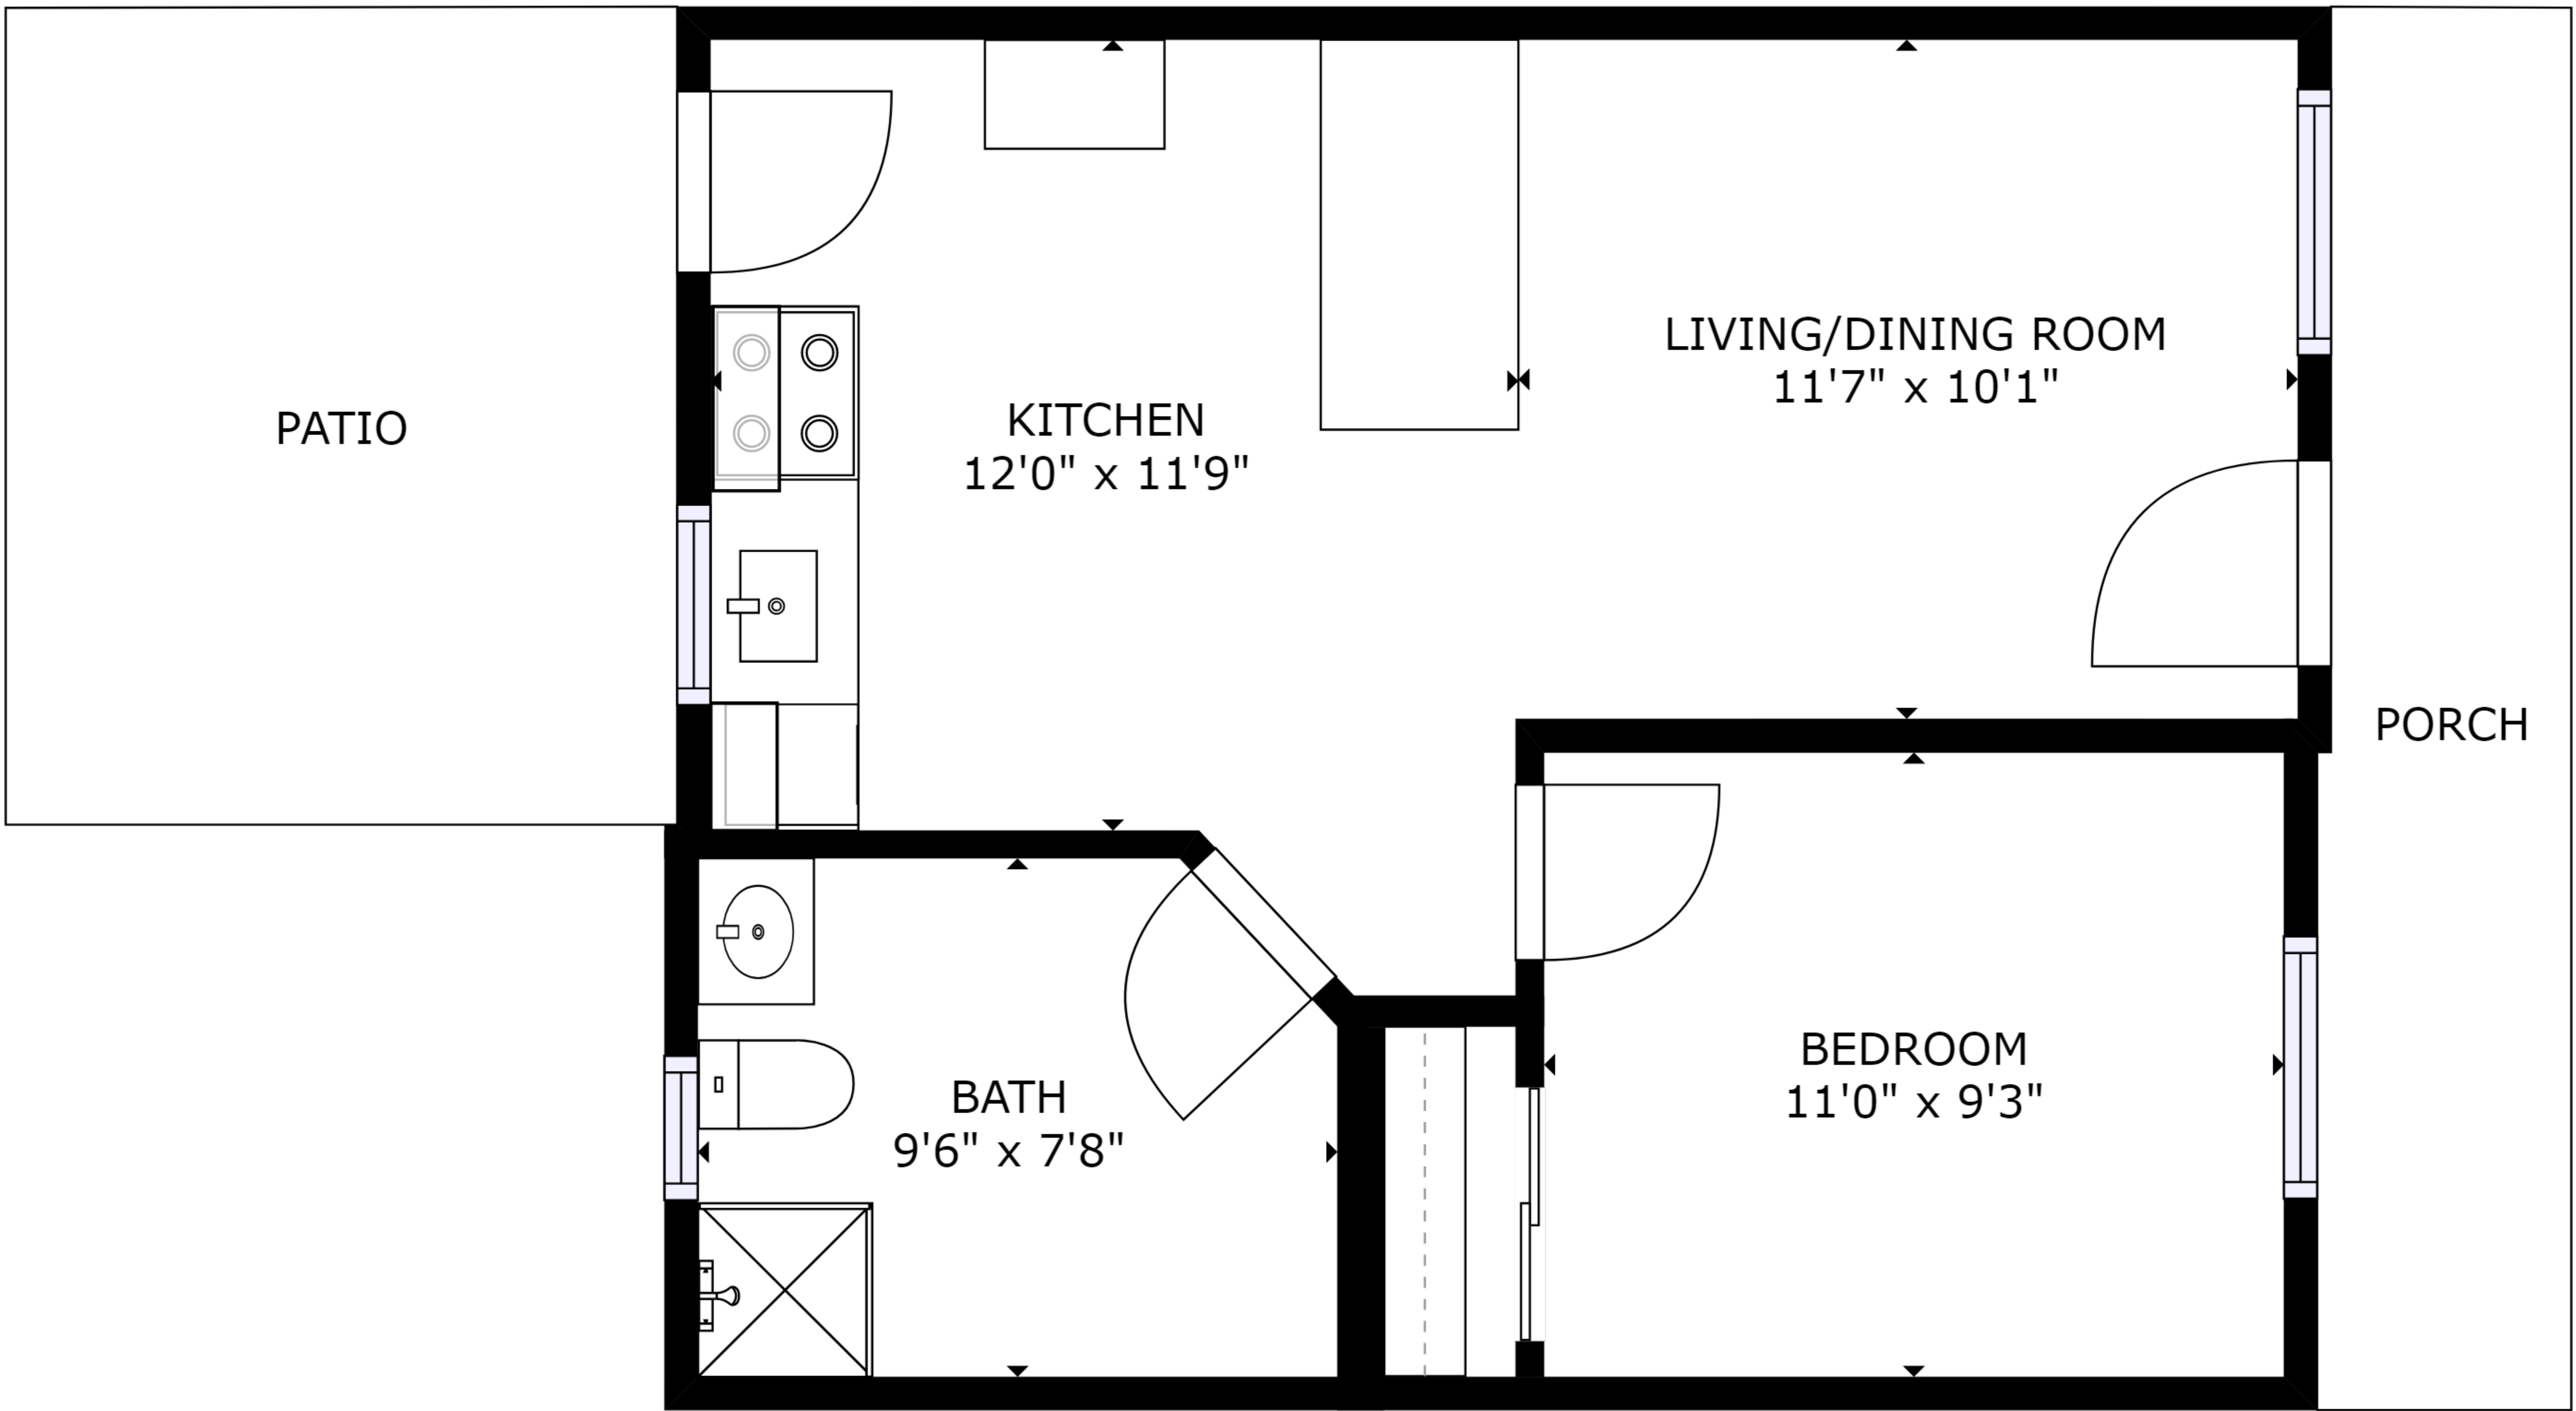 PATIO
KITCHEN
12'0" x 11'9"
LIVING/DINING ROOM
11'7" x 10'1"
PORCH
BATH
9'6" x 7'8"
BEDROOM
11'0" x 9'3"